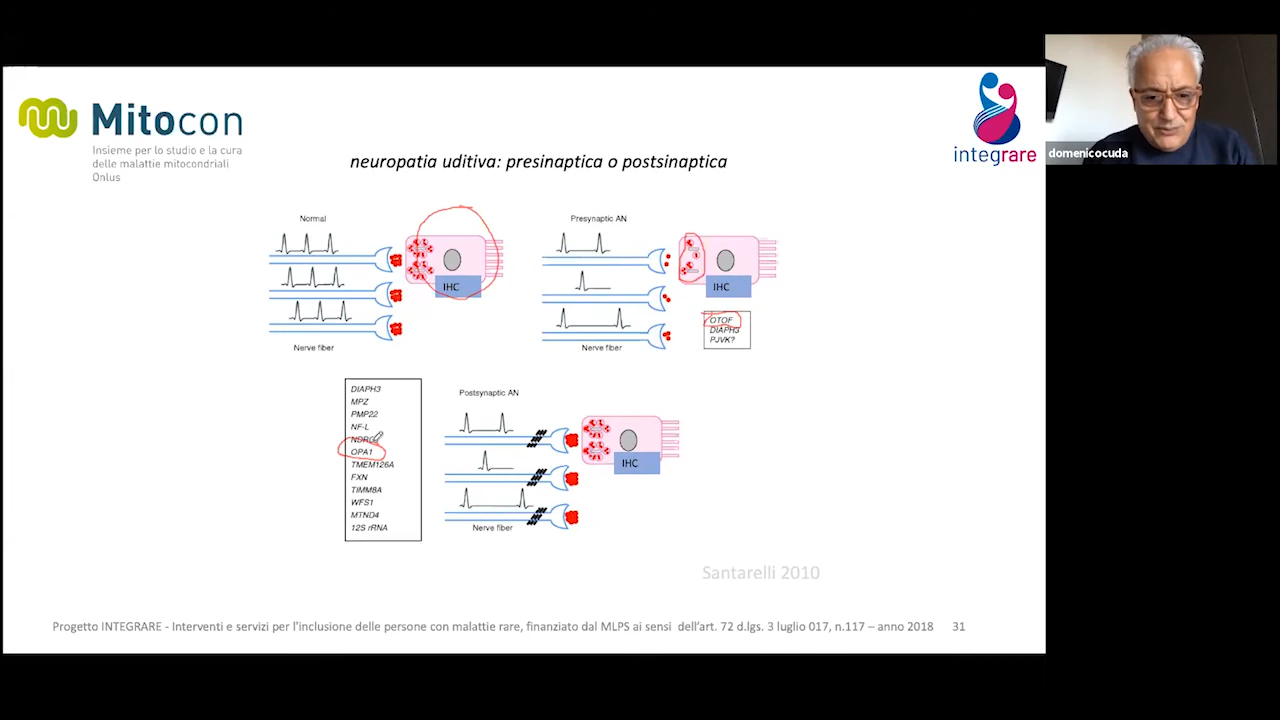 Mitocon
Insieme per lo studio e la cura
delle malattie mitocondriali
Onlus
integrare
domenicocuda
neuropatia uditiva: presinaptica o postsinaptica
Normal
IHC
Nerve fiber
Presynaptic AN
IHC
OTOF
DIAPH3
PJVK?
Nerve fiber
DIAPH3
MPZ
PMP22
NF-L
OPA1
TMEM126A
FXN
TIMM8A
WFS1
MTND4
12S rRNA
Postsynaptic AN
IHC
Nerve fiber
Santarelli 2010
Progetto INTEGRARE - Interventi e servizi per l'inclusione delle persone con malattie rare, finanziato dal MLPS ai sensi dell'art. 72 d.lgs. 3 luglio 017, n.117 – anno 2018 31